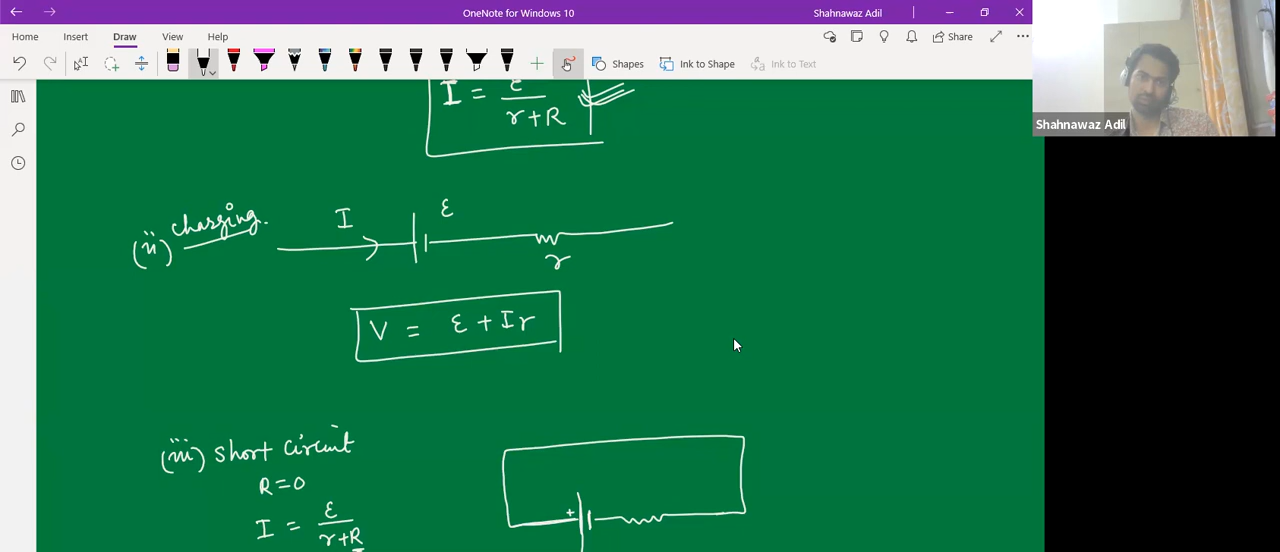 OneNote for Windows 10
Shahnawaz Adil
Home Insert Draw View Help
Share
Shapes Ink to Shape Ink to Text
Shahnawaz Adil
I = ε / r+R
(ii) charging.
I
ε
r
V = ε + Ir
(iii) short circuit
R=0
I = ε / r+R
+